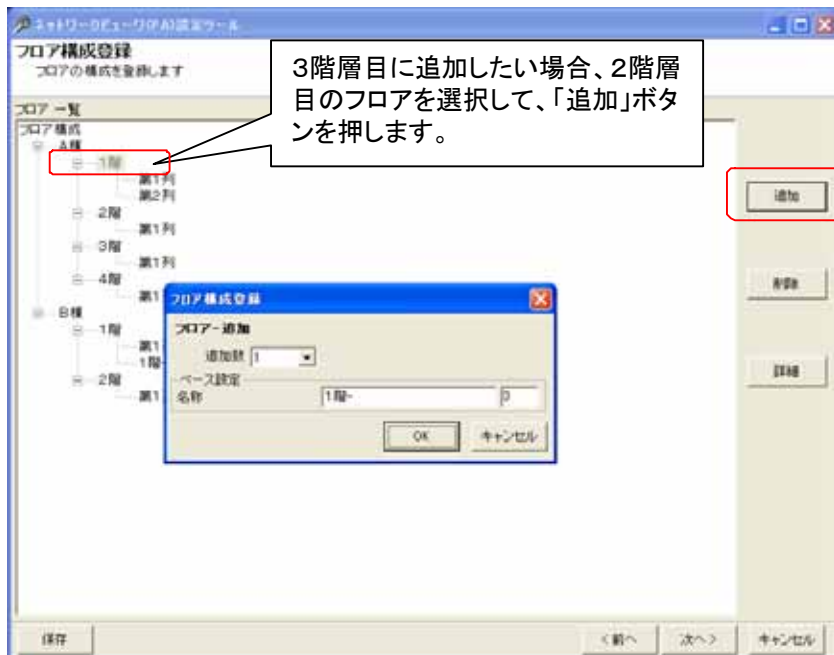 ネットワークビューワ(FA)設定ツール
フロア構成登録
フロアの構成を登録します
3階層目に追加したい場合、2階層
目のフロアを選択して、「追加」ボタ
ンを押します。
フロア 一覧
フロア構成
A棟
1階
第1列
第2列
2階
第1列
3階
第1列
4階
第1
B棟
1階
第1
1階-
2階
第1
追加
削除
詳細
フロア構成登録
フロアー追加
追加数 1
ベース設定
名称 1階- 0
OK キャンセル
保存 <前へ 次へ> キャンセル